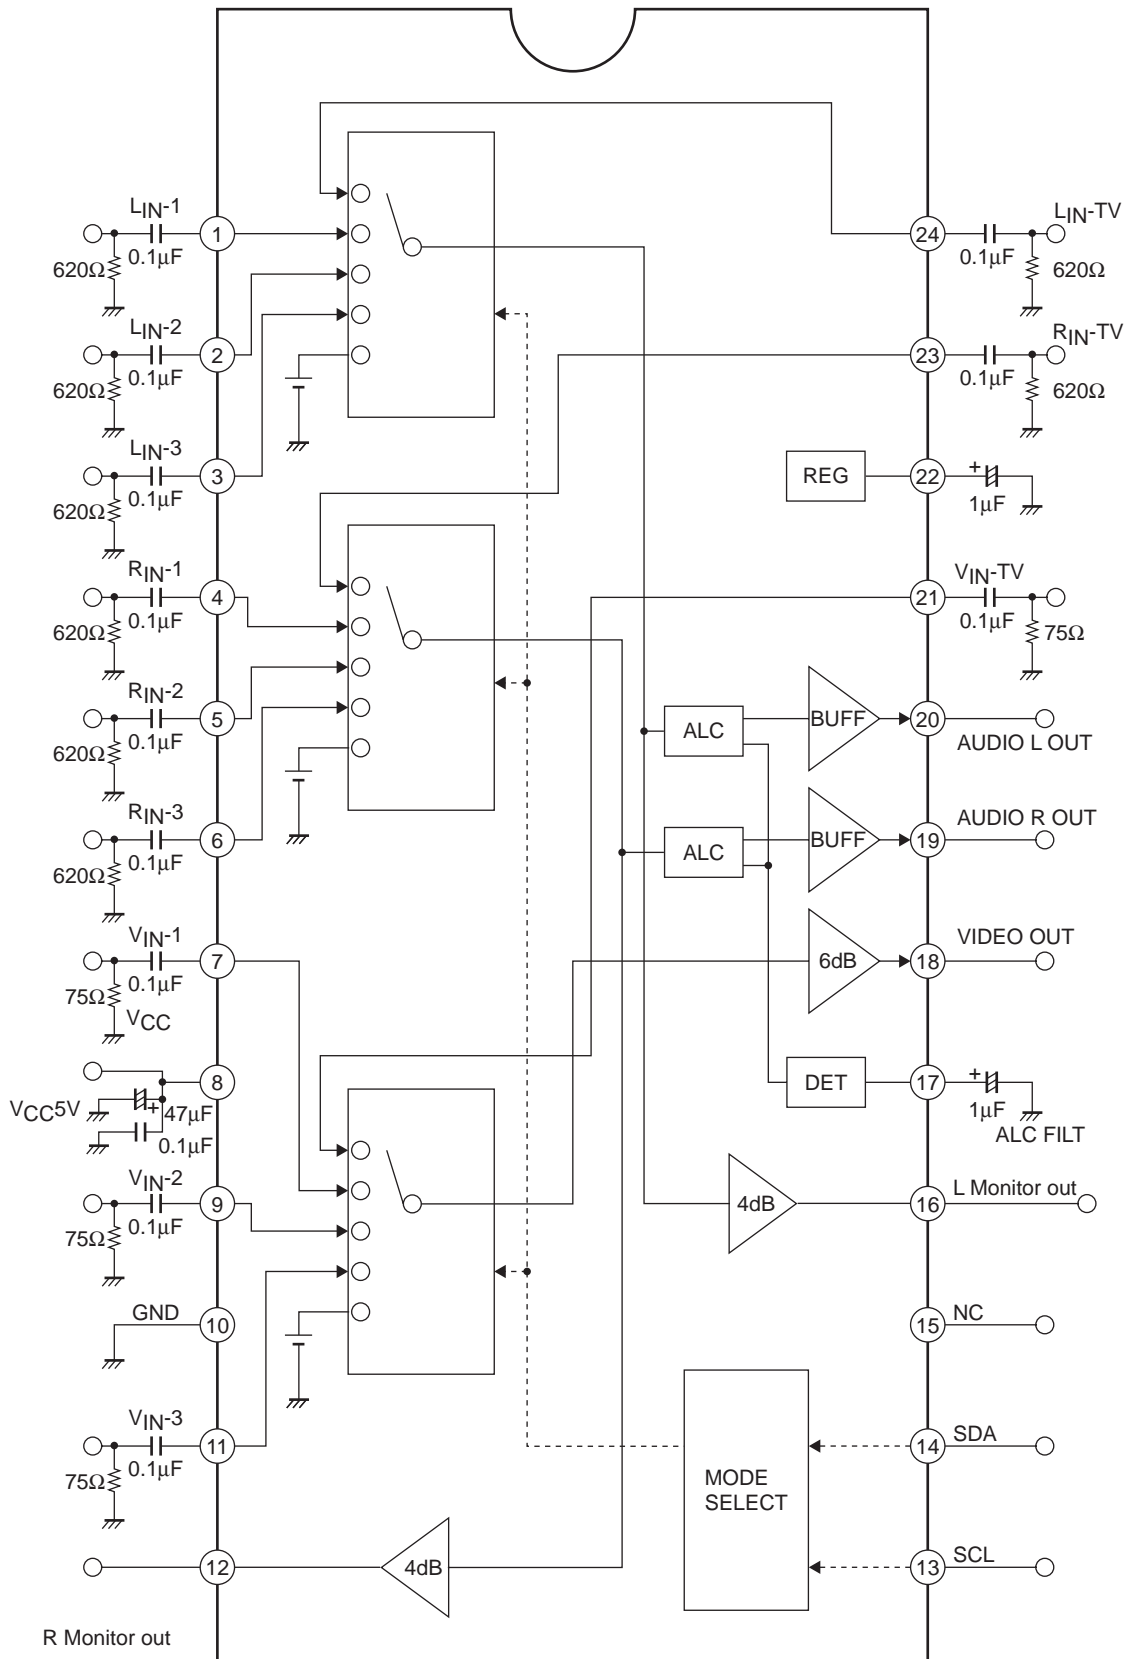 LIN-1
1
620Ω
0.1μF
LIN-2
2
620Ω
0.1μF
LIN-3
3
620Ω
0.1μF
RIN-1
4
620Ω
0.1μF
RIN-2
5
620Ω
0.1μF
RIN-3
6
620Ω
0.1μF
VIN-1
7
75Ω
0.1μF
VCC
8
VCC5V
+
47μF
0.1μF
VIN-2
9
75Ω
0.1μF
GND
10
VIN-3
11
75Ω
0.1μF
12
4dB
R Monitor out
24
LIN-TV
0.1μF
620Ω
23
RIN-TV
0.1μF
620Ω
REG
22
+
1μF
21
VIN-TV
0.1μF
75Ω
ALC
BUFF
20
AUDIO L OUT
ALC
BUFF
19
AUDIO R OUT
6dB
18
VIDEO OUT
DET
17
+
1μF
ALC FILT
4dB
16
L Monitor out
15
NC
MODE
SELECT
14
SDA
13
SCL